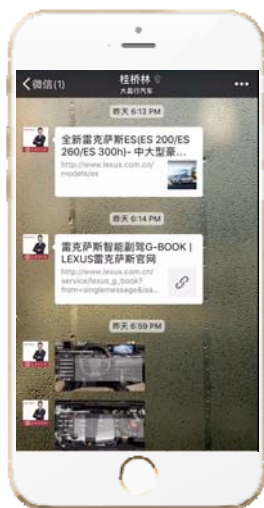 微信(1)
桂桥林
大昌行汽车
昨天 6:13 PM
全新雷克萨斯ES(ES 200/ES
260/ES 300h)- 中大型豪...
http://www.lexus.com.cn/
models/es
昨天 6:14 PM
雷克萨斯智能副驾G-BOOK |
LEXUS雷克萨斯官网
http://www.lexus.com.cn/
service/lexus_g_book?
from=singlemessage&isa...
昨天 6:59 PM